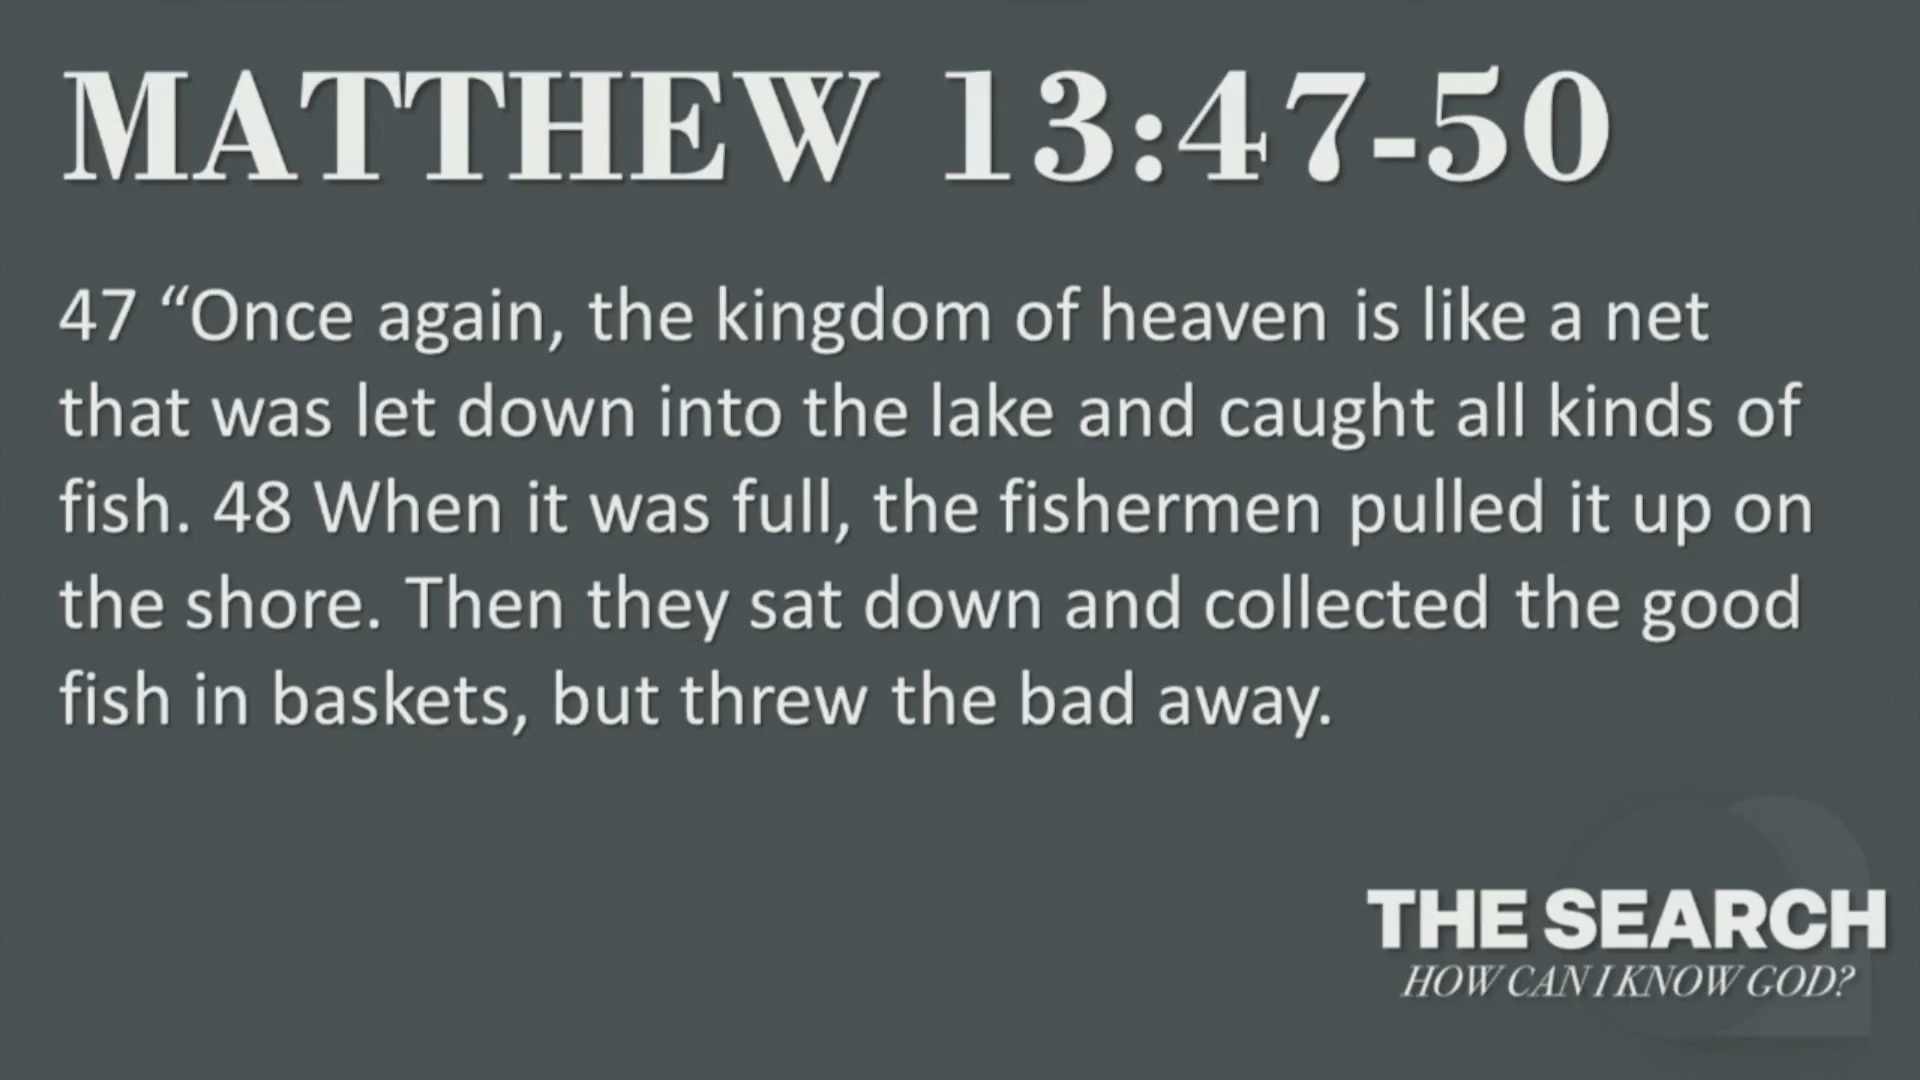 MATTHEW 13:47-50
47 “Once again, the kingdom of heaven is like a net
that was let down into the lake and caught all kinds of
fish. 48 When it was full, the fishermen pulled it up on
the shore. Then they sat down and collected the good
fish in baskets, but threw the bad away.
THE SEARCH
HOW CAN I KNOW GOD?